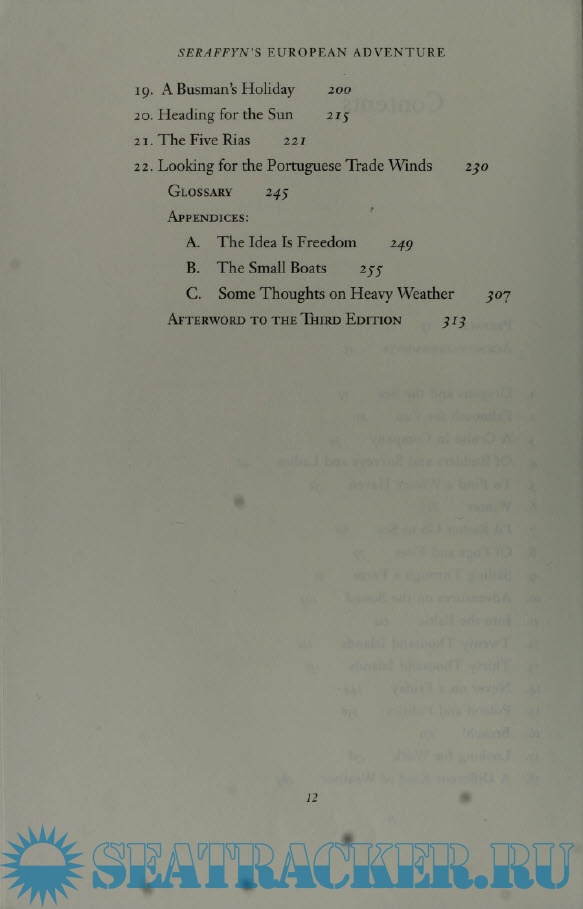 SERAFFYN'S EUROPEAN ADVENTURE
19. A Busman's Holiday 200
20. Heading for the Sun 215
21. The Five Rias 221
22. Looking for the Portuguese Trade Winds 230
GLOSSARY 245
APPENDICES:
A. The Idea Is Freedom 249
B. The Small Boats 255
C. Some Thoughts on Heavy Weather 307
AFTERWORD TO THE THIRD EDITION 313
12
SEATRACKER.RU